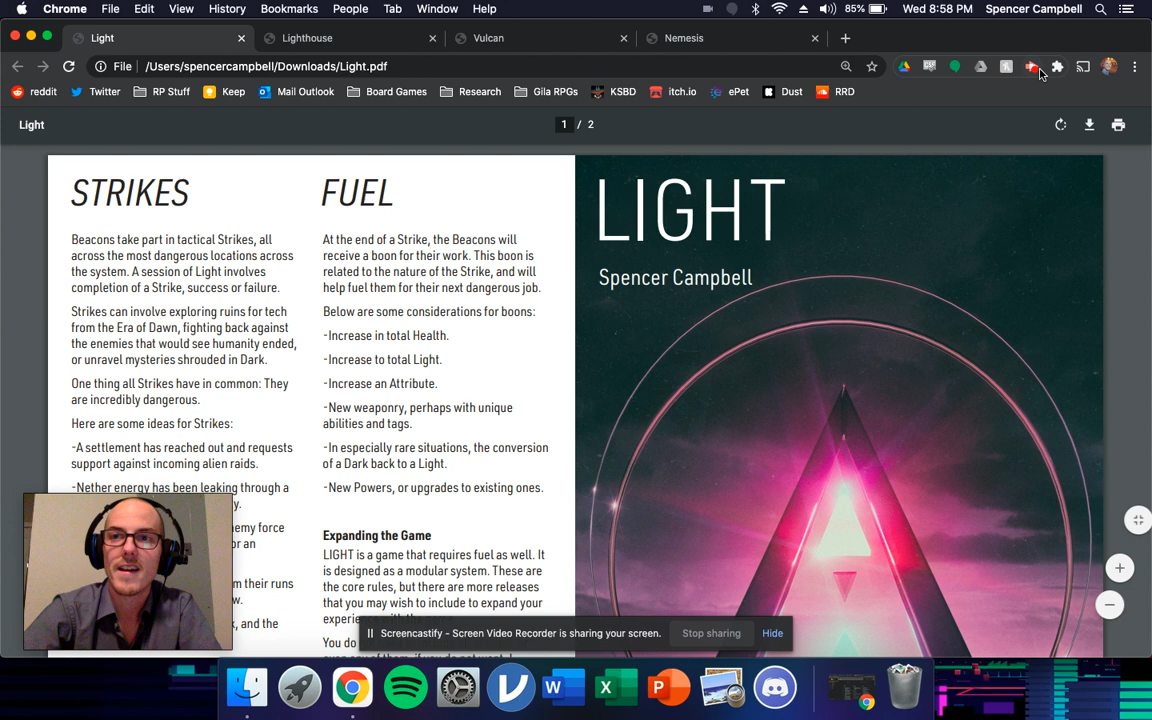 Chrome File Edit View History Bookmarks People Tab Window Help 85% Wed 8:58 PM Spencer Campbell
Light Lighthouse Vulcan Nemesis
File /Users/spencercampbell/Downloads/Light.pdf
reddit Twitter RP Stuff Keep Mail Outlook Board Games Research Gila RPGs KSBD itch.io ePet Dust RRD
Light 1 / 2
STRIKES
Beacons take part in tactical Strikes, all
across the most dangerous locations across
the system. A session of Light involves
completion of a Strike, success or failure.
Strikes can involve exploring ruins for tech
from the Era of Dawn, fighting back against
the enemies that would see humanity ended,
or unravel mysteries shrouded in Dark.
One thing all Strikes have in common: They
are incredibly dangerous.
Here are some ideas for Strikes:
-A settlement has reached out and requests
support against incoming alien raids.
-Nether energy has been leaking through a
y.
nemy force
or an
m their runs
w.
k, and the
FUEL
At the end of a Strike, the Beacons will
receive a boon for their work. This boon is
related to the nature of the Strike, and will
help fuel them for their next dangerous job.
Below are some considerations for boons:
-Increase in total Health.
-Increase to total Light.
-Increase an Attribute.
-New weaponry, perhaps with unique
abilities and tags.
-In especially rare situations, the conversion
of a Dark back to a Light.
-New Powers, or upgrades to existing ones.
Expanding the Game
LIGHT is a game that requires fuel as well. It
is designed as a modular system. These are
the core rules, but there are more releases
that you may wish to include to expand your
You do
LIGHT
Spencer Campbell
Screencastify - Screen Video Recorder is sharing your screen. Stop sharing Hide
W X P